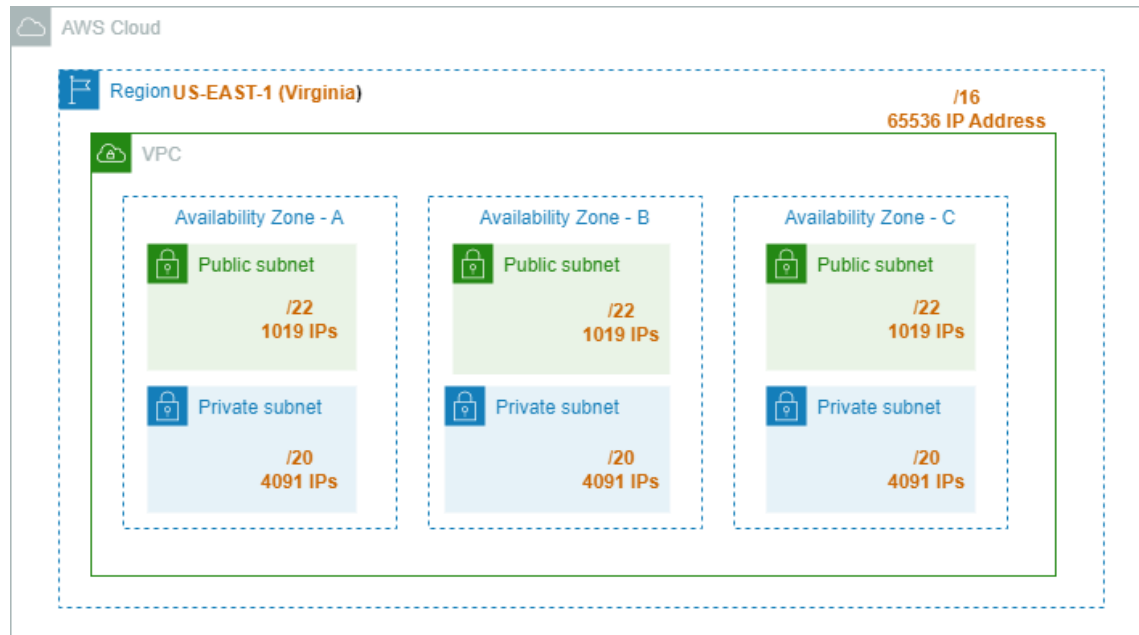 AWS Cloud
Region US-EAST-1 (Virginia)
/16
65536 IP Address
VPC
Availability Zone - A
Availability Zone - B
Availability Zone - C
Public subnet
Public subnet
Public subnet
/22
1019 IPs
/22
1019 IPs
/22
1019 IPs
Private subnet
Private subnet
Private subnet
/20
4091 IPs
/20
4091 IPs
/20
4091 IPs